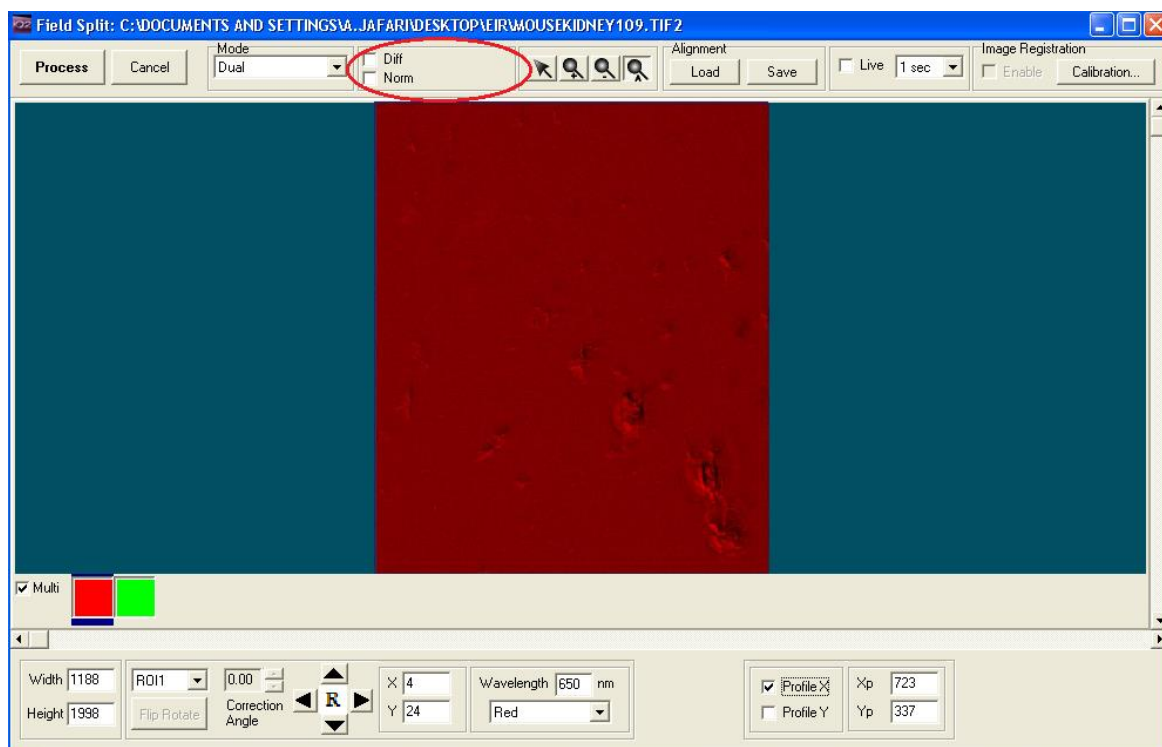 Field Split: C:\DOCUMENTS AND SETTINGS\A.JAFARI\DESKTOP\EIR\MOUSEKIDNEY109.TIF2
Process
Cancel
Mode
Dual
Diff
Norm
A
Alignment
Load
Save
Live
1 sec
Image Registration
Enable
Calibration...
Multi
Width 1188
Height 1998
ROI1
Flip Rotate
0.00
Correction
Angle
R
X 4
Y 24
Wavelength 650 nm
Red
Profile X
Profile Y
Xp 723
Yp 337